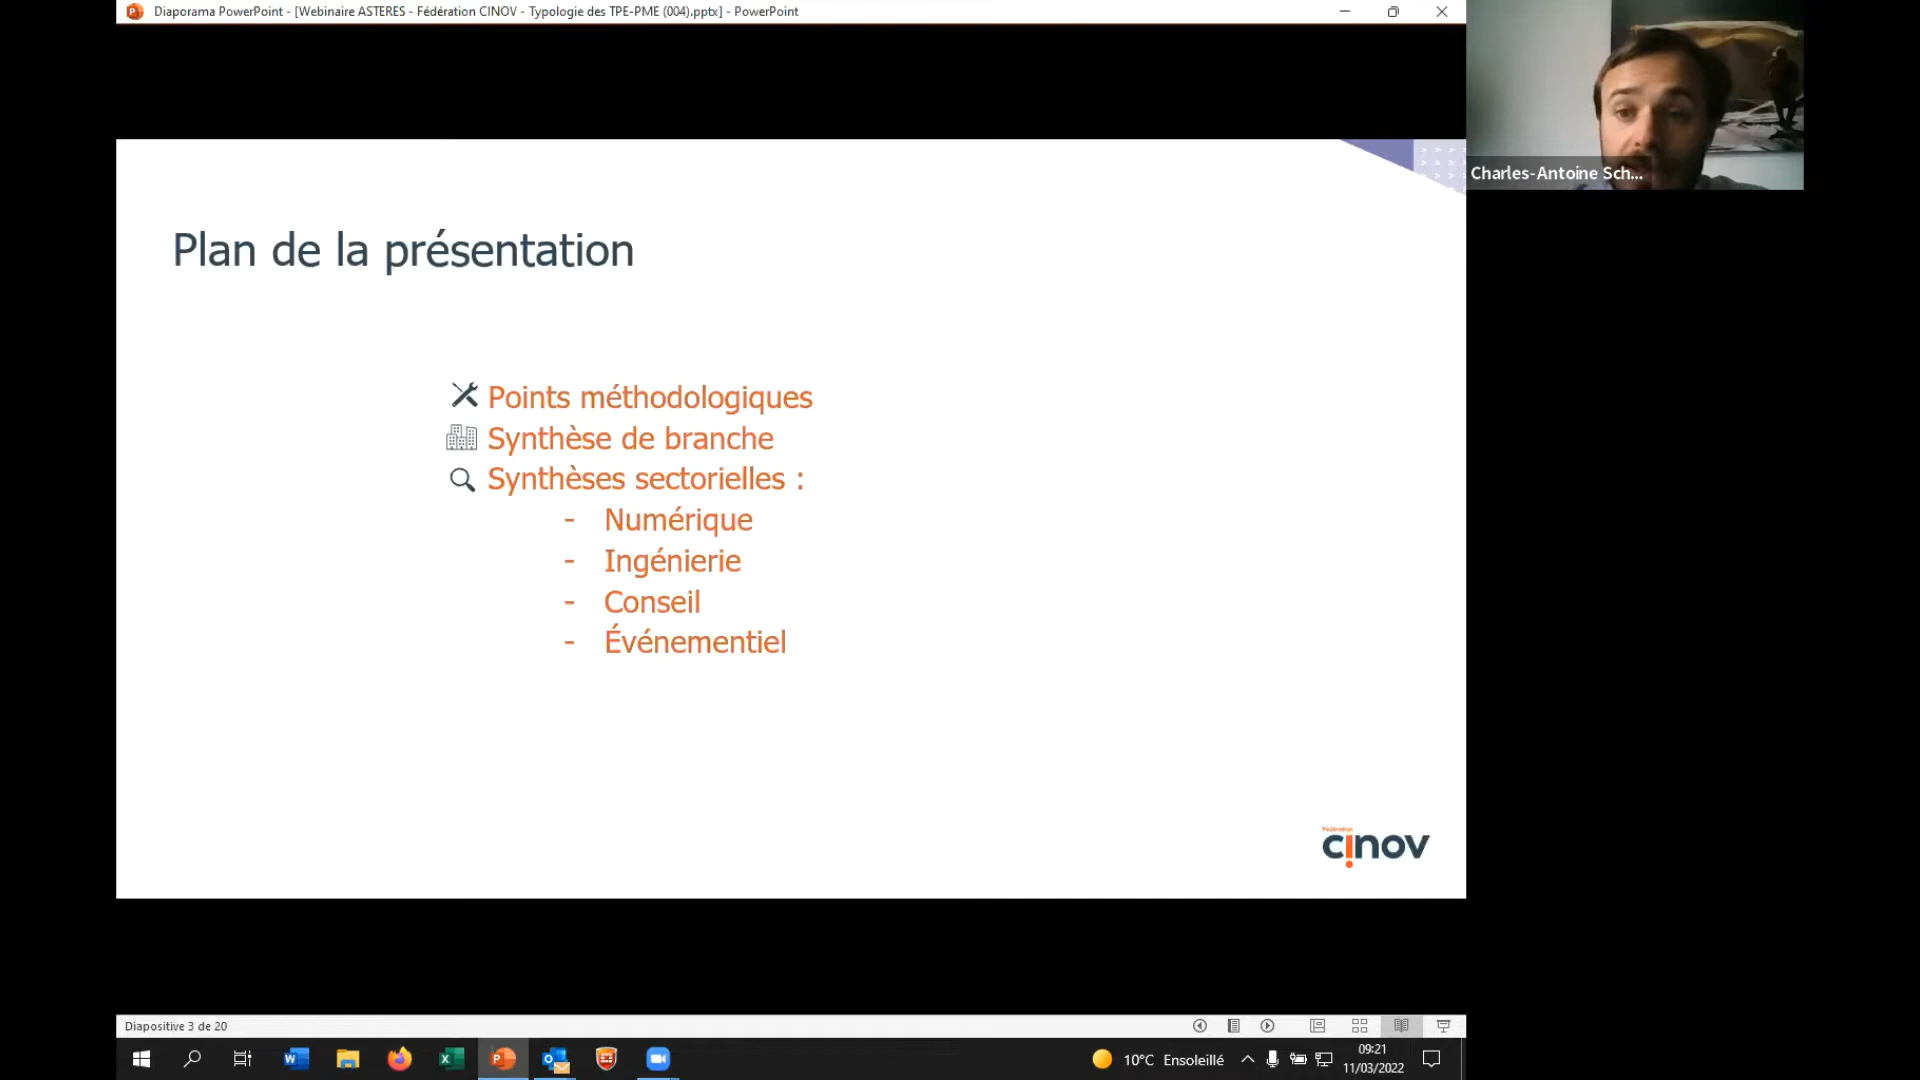 Diaporama PowerPoint - [Webinaire ASTERES - Fédération CINOV - Typologie des TPE-PME (004).pptx] - PowerPoint
Charles-Antoine Sch...
Plan de la présentation
Points méthodologiques
Synthèse de branche
Synthèses sectorielles :
- Numérique
- Ingénierie
- Conseil
- Événementiel
Fédération
cinov
Diapositive 3 de 20
10°C Ensoleillé
09:21
11/03/2022